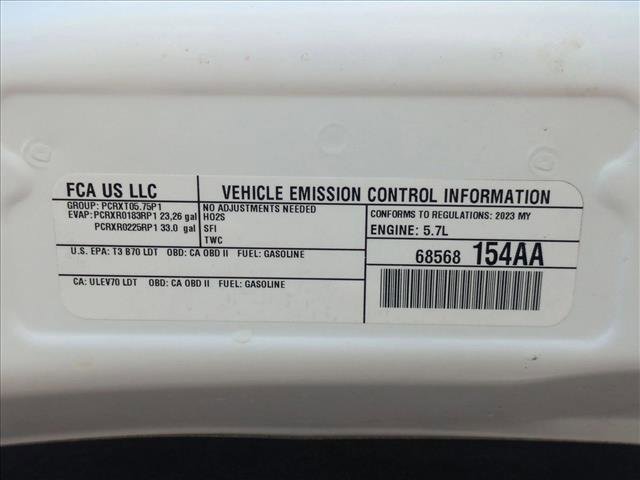 FCA US LLC
VEHICLE EMISSION CONTROL INFORMATION
GROUP: PCRXT05.75P1
EVAP: PCRXR0183RP1 23,26 gal
PCRXR0225RP1 33.0 gal
NO ADJUSTMENTS NEEDED
HO2S
SFI
TWC
CONFORMS TO REGULATIONS: 2023 MY
ENGINE: 5.7L
U.S. EPA: T3 B70 LDT OBD: CA OBD II FUEL: GASOLINE
68568 154AA
CA: ULEV70 LDT OBD: CA OBD II FUEL: GASOLINE